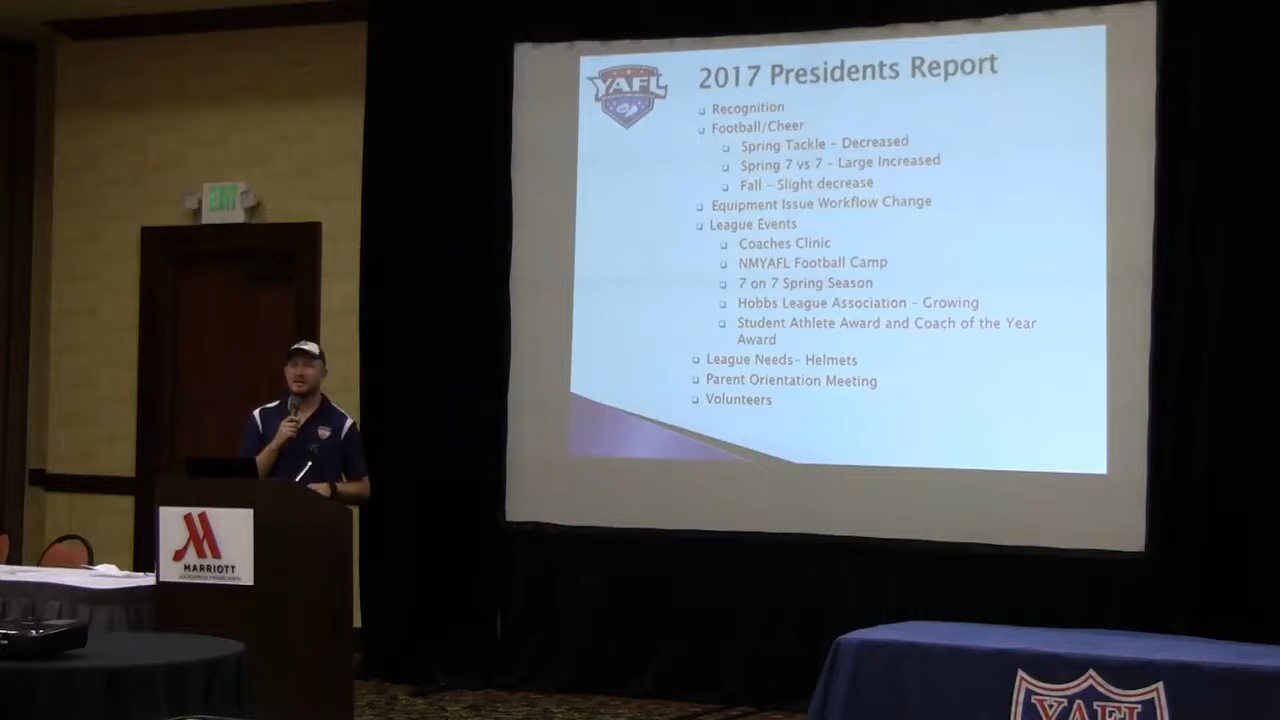 2017 Presidents Report
YAFL
Recognition
Football/Cheer
Spring Tackle - Decreased
Spring 7 vs 7 - Large Increased
Fall - Slight decrease
Equipment Issue Workflow Change
League Events
Coaches Clinic
NMYAFL Football Camp
7 on 7 Spring Season
Hobbs League Association - Growing
Student Athlete Award and Coach of the Year
Award
League Needs- Helmets
Parent Orientation Meeting
Volunteers
EXIT
MARRIOTT
YAFL